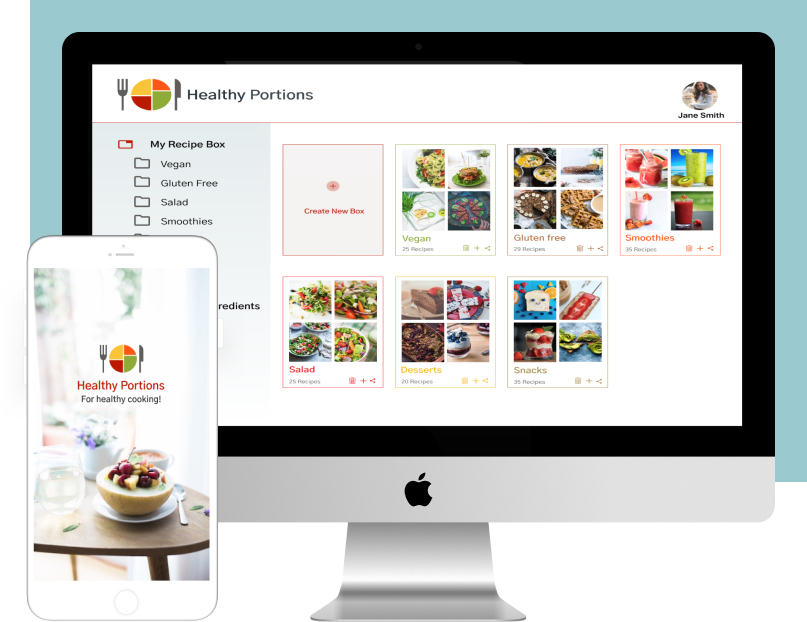 Healthy Portions
Jane Smith
My Recipe Box
Vegan
Gluten Free
Salad
Smoothies
redients
Create New Box
Vegan
25 Recipes
Gluten free
29 Recipes
Smoothies
35 Recipes
Salad
25 Recipes
Desserts
20 Recipes
Snacks
35 Recipes
Healthy Portions
For healthy cooking!